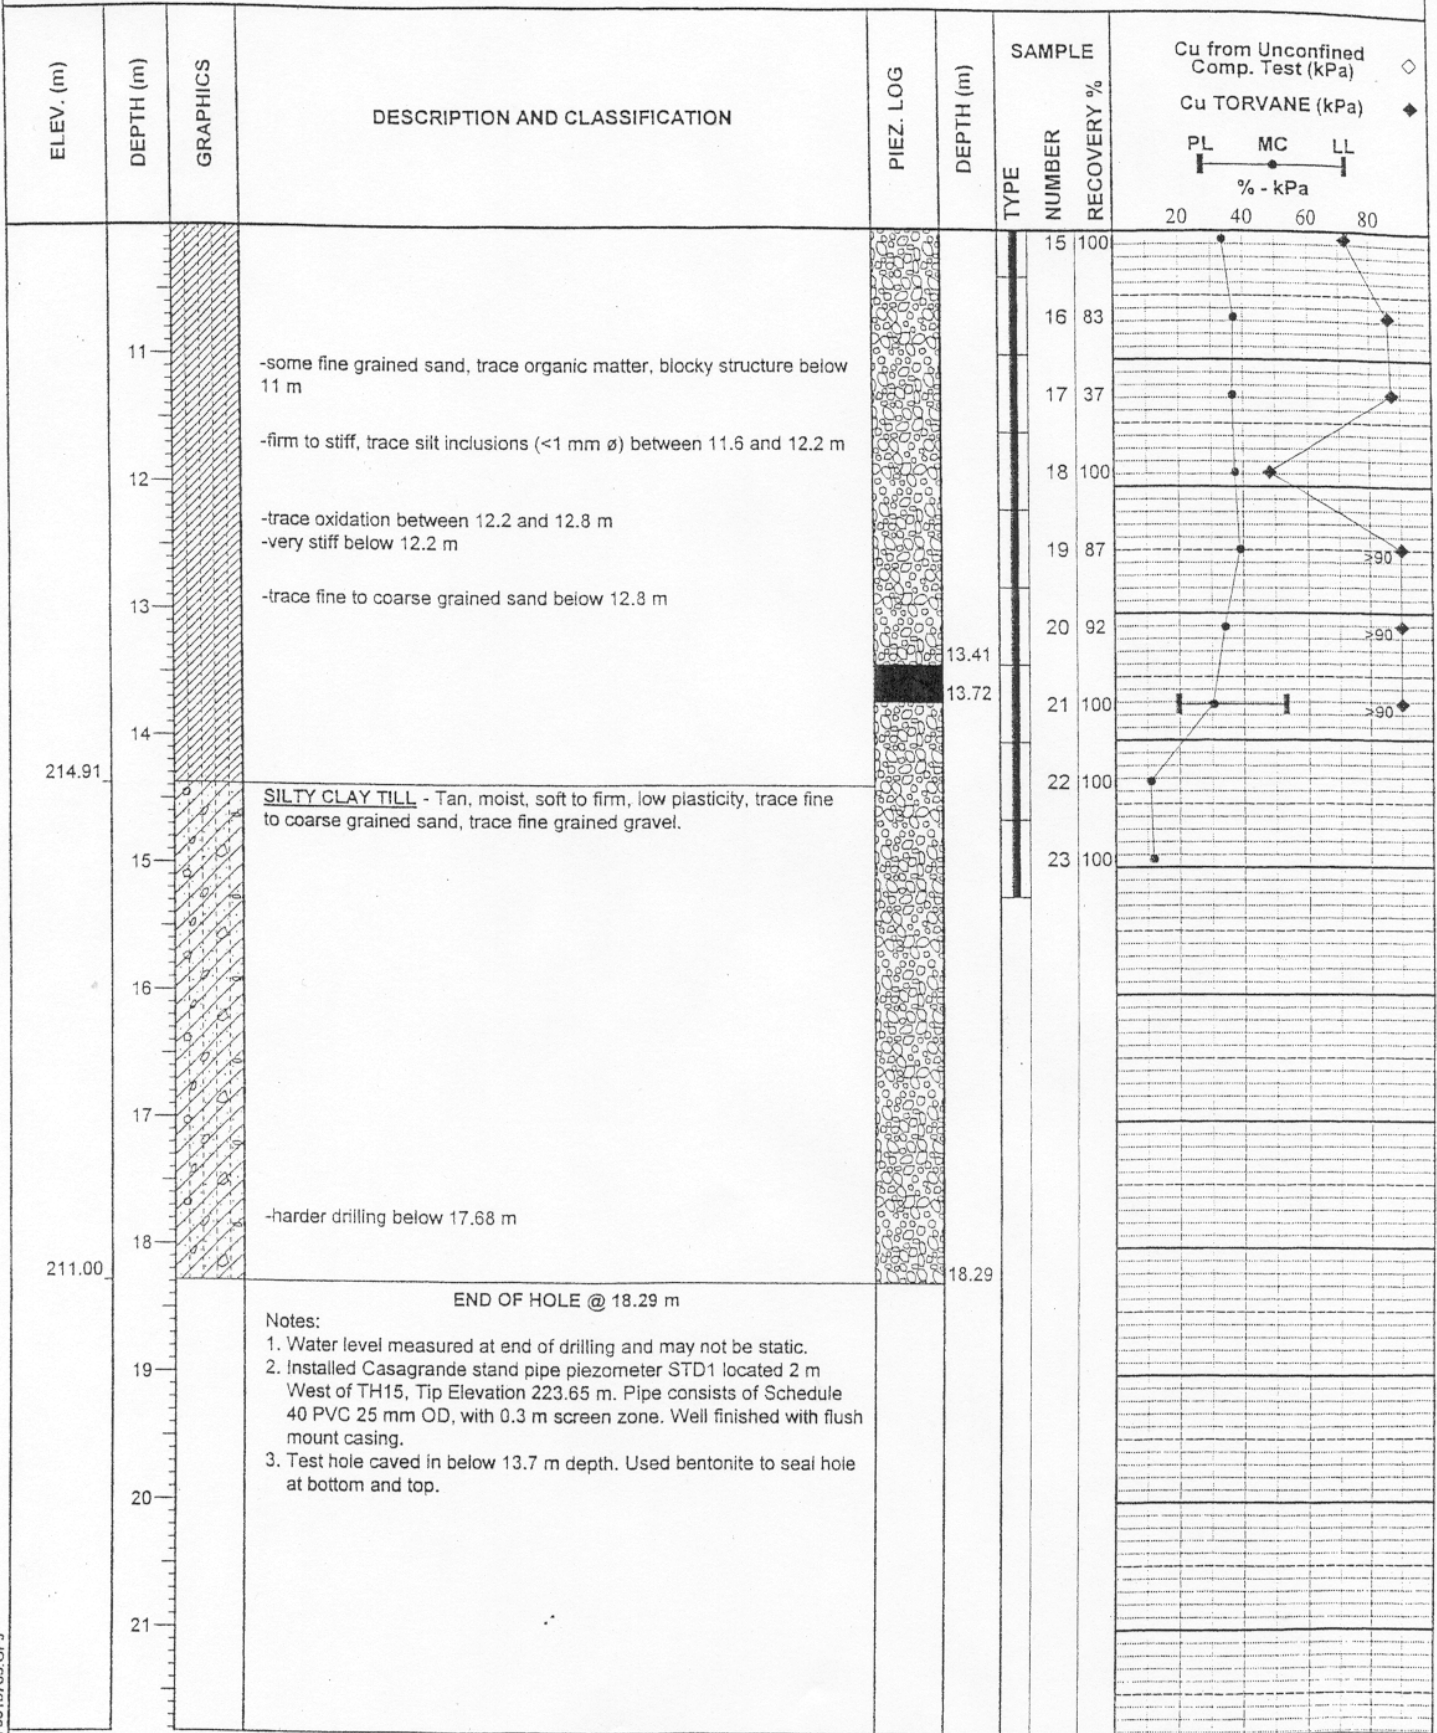 ELEV. (m)
DEPTH (m)
GRAPHICS
DESCRIPTION AND CLASSIFICATION
PIEZ. LOG
DEPTH (m)
SAMPLE
TYPE
NUMBER
RECOVERY %
Cu from Unconfined
Comp. Test (kPa) ◇
Cu TORVANE (kPa) ◆
PL MC LL
% - kPa
20 40 60 80
15 100
16 83
11
-some fine grained sand, trace organic matter, blocky structure below
11 m
17 37
-firm to stiff, trace silt inclusions (<1 mm ø) between 11.6 and 12.2 m
18 100
12
-trace oxidation between 12.2 and 12.8 m
-very stiff below 12.2 m
19 87 >90
-trace fine to coarse grained sand below 12.8 m
13
20 92 >90
13.41
13.72
21 100 >90
14
214.91
22 100
SILTY CLAY TILL - Tan, moist, soft to firm, low plasticity, trace fine
to coarse grained sand, trace fine grained gravel.
15
23 100
16
17
-harder drilling below 17.68 m
18
211.00
18.29
END OF HOLE @ 18.29 m
Notes:
1. Water level measured at end of drilling and may not be static.
2. Installed Casagrande stand pipe piezometer STD1 located 2 m
West of TH15, Tip Elevation 223.65 m. Pipe consists of Schedule
40 PVC 25 mm OD, with 0.3 m screen zone. Well finished with flush
mount casing.
3. Test hole caved in below 13.7 m depth. Used bentonite to seal hole
at bottom and top.
19
20
21